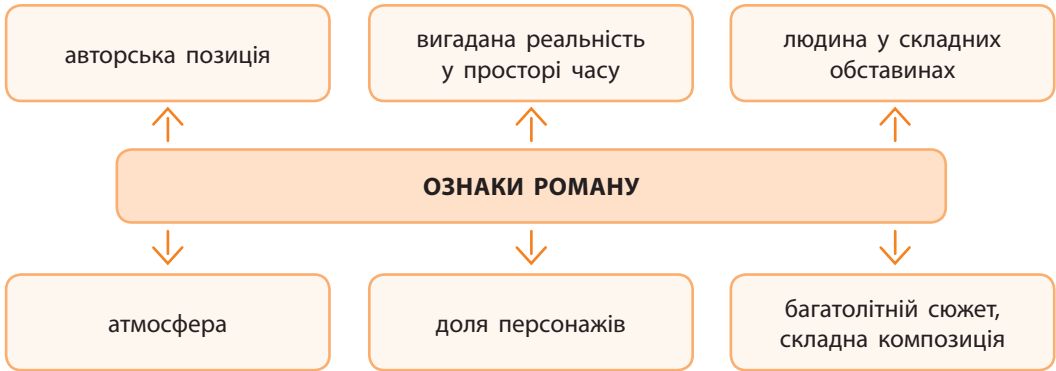 авторська позиція
вигадана реальність
у просторі часу
людина у складних
обставинах
ОЗНАКИ РОМАНУ
атмосфера
доля персонажів
багатолітній сюжет,
складна композиція